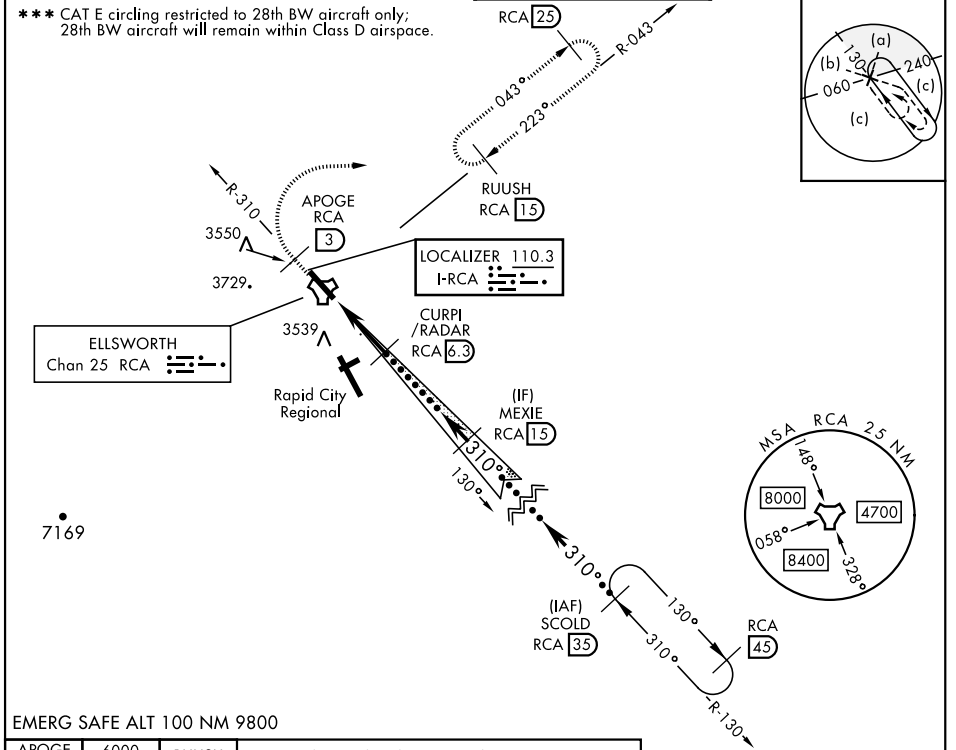 *** CAT E circling restricted to 28th BW aircraft only;
28th BW aircraft will remain within Class D airspace.
RCA 25
R-043
043°
223°
RUUSH
RCA 15
(a)
130
(b)
240
060
(c)
(c)
R-310
APOGE
RCA
3
3550
3729.
LOCALIZER 110.3
I-RCA
ELLSWORTH
Chan 25 RCA
3539
CURPI
/RADAR
RCA 6.3
Rapid City
Regional
(IF)
MEXIE
RCA 15
310°
130°
7169
MSA RCA 25 NM
148°
8000
4700
058°
8400
328°
310°
(IAF)
SCOLD
RCA 35
130°
310°
RCA
45
R-130
EMERG SAFE ALT 100 NM 9800
APOGE 6000